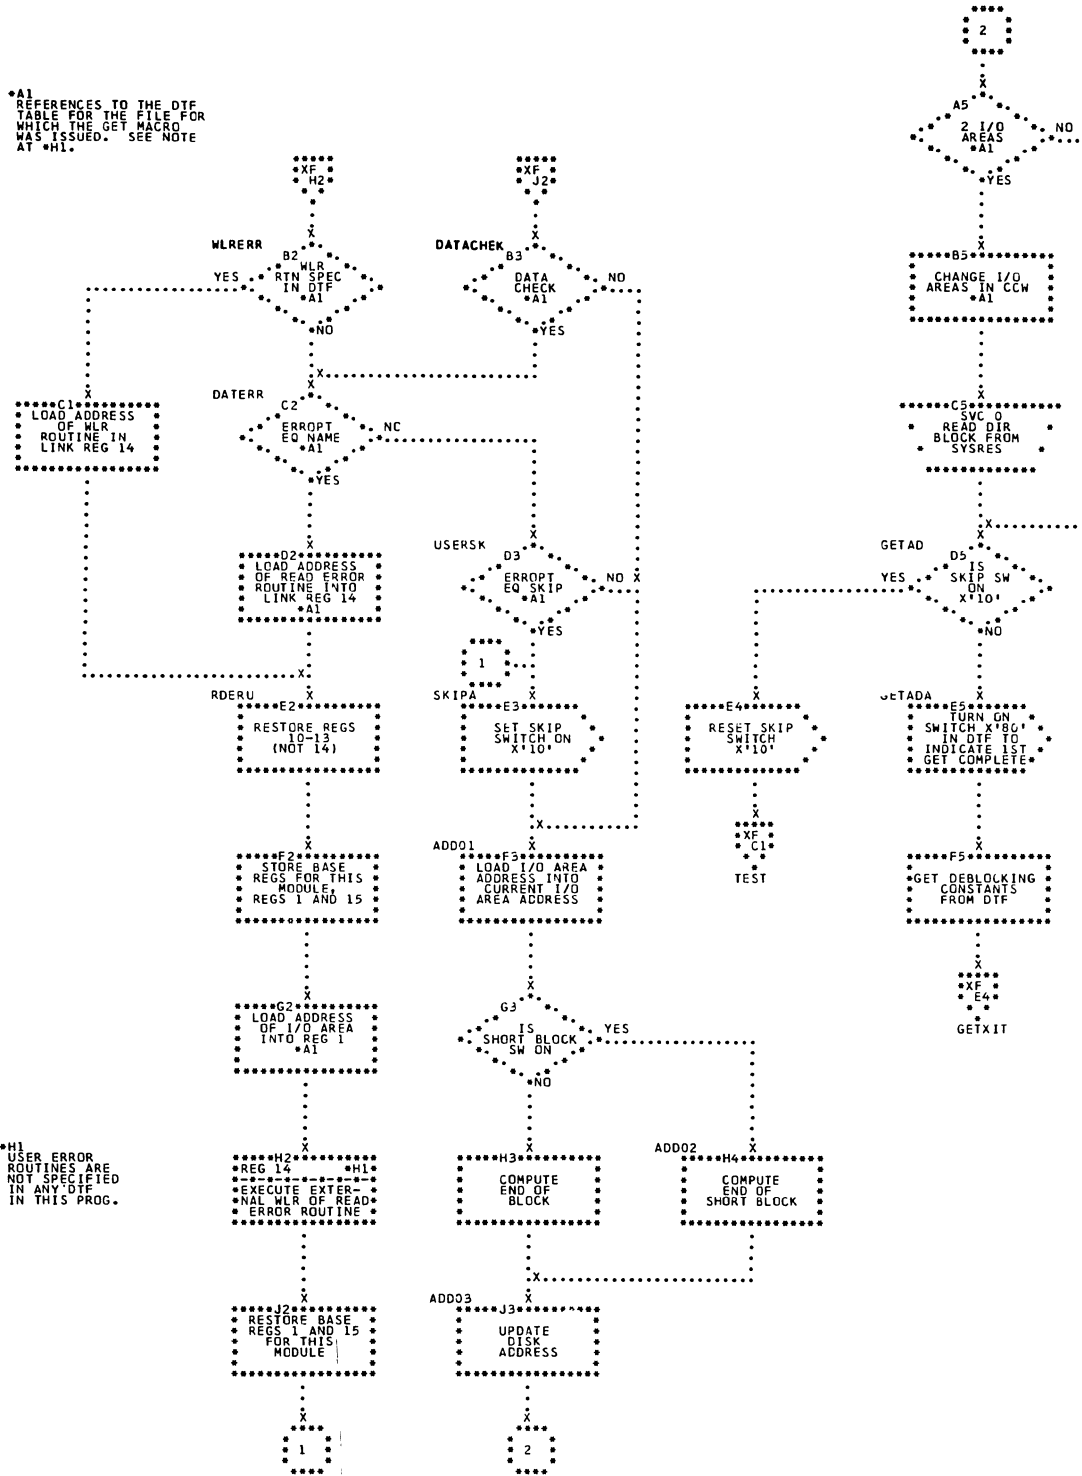 *A1
REFERENCES TO THE DTF
TABLE FOR THE FILE FOR
WHICH THE GET MACRO
WAS ISSUED. SEE NOTE
AT *H1.
XF
H2
WLRERR
B2
WLR
RTN SPEC
IN DTF
*A1
YES
NO
C1
LOAD ADDRESS
OF WLR
ROUTINE IN
LINK REG 14
DATERR
C2
ERROPT
EQ NAME
*A1
NC
YES
D2
LOAD ADDRESS
OF READ ERROR
ROUTINE INTO
LINK REG 14
*A1
RDERU
E2
RESTORE REGS
10-13
(NOT 14)
F2
STORE BASE
REGS FOR THIS
MODULE,
REGS 1 AND 15
G2
LOAD ADDRESS
OF I/O AREA
INTO REG 1
*A1
*H1
USER ERROR
ROUTINES ARE
NOT SPECIFIED
IN ANY DTF
IN THIS PROG.
H2
REG 14 *H1
EXECUTE EXTER-
NAL WLR OF READ
ERROR ROUTINE
J2
RESTORE BASE
REGS 1 AND 15
FOR THIS
MODULE
1
XF
J2
DATACHEK
B3
DATA
CHECK
*A1
NO
YES
USERSK
D3
ERROPT
EQ SKIP
*A1
NO
YES
1
SKIPA
E3
SET SKIP
SWITCH ON
X'10'
ADD01
F3
LOAD I/O AREA
ADDRESS INTO
CURRENT I/O
AREA ADDRESS
G3
IS
SHORT BLOCK
SW ON
YES
NO
H3
COMPUTE
END OF
BLOCK
ADD02
H4
COMPUTE
END OF
SHORT BLOCK
ADD03
J3
UPDATE
DISK
ADDRESS
2
2
A5
2 I/O
AREAS
*A1
NO
YES
B5
CHANGE I/O
AREAS IN CCW
*A1
C5
SVC 0
READ DIR
BLOCK FROM
SYSRES
GETAD
D5
IS
SKIP SW
ON
X'10'
YES
NO
E4
RESET SKIP
SWITCH
X'10'
XF
C1
TEST
GETADA
E5
TURN ON
SWITCH X'80'
IN DTF TO
INDICATE 1ST
GET COMPLETE
F5
GET DEBLOCKING
CONSTANTS
FROM DTF
XF
E4
GETXIT